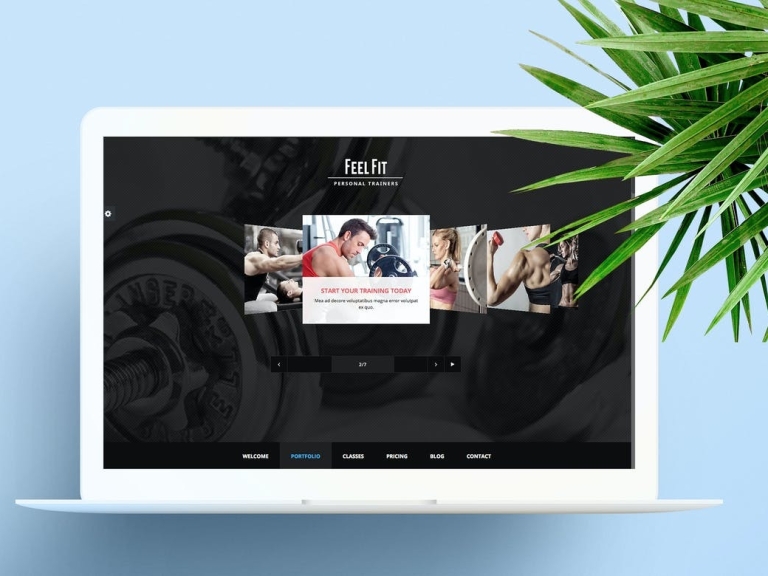 FEEL FIT
PERSONAL TRAINERS
START YOUR TRAINING TODAY
Mea ad decore voluptatibus magna error volutpat
ex quo.
2/7
WELCOME PORTFOLIO CLASSES PRICING BLOG CONTACT